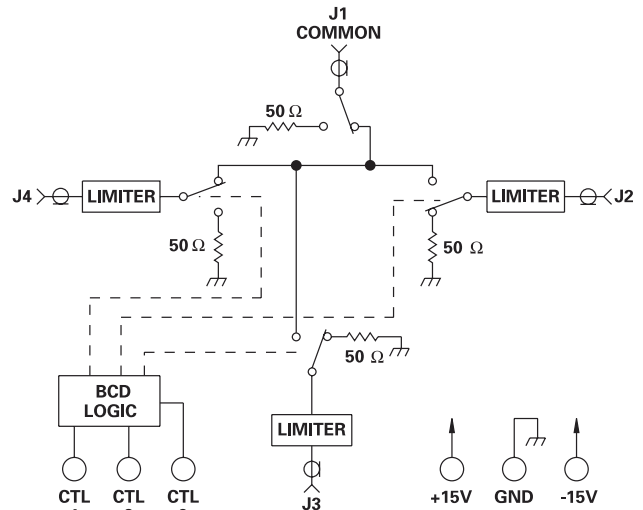 J1
COMMON
50 Ω
J4
LIMITER
LIMITER
J2
50 Ω
50 Ω
50 Ω
BCD
LOGIC
LIMITER
CTL
CTL
CTL
J3
+15V
GND
-15V